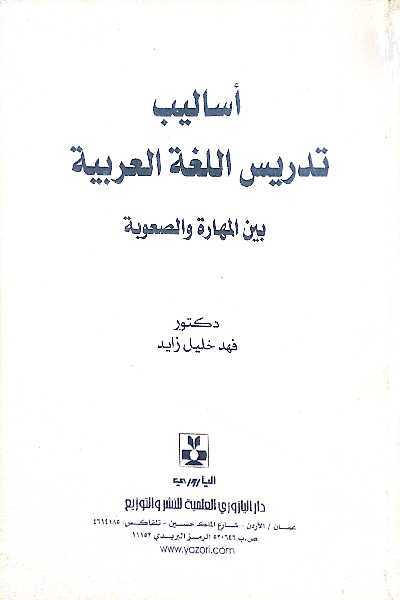 أساليب
تدريس اللغة العربية
بين المهارة والصعوبة
دكتور
فهد خليل زايد
اليازوري
دار اليازوري العلمية للنشر والتوزيع
عمان / الأردن - شارع الملك حسين - تلفاكس: ٤٦١٤١٨٥
ص.ب ٥٢٠٦٤٦ الرمز البريدي ١١١٥٢
www.yazori.com